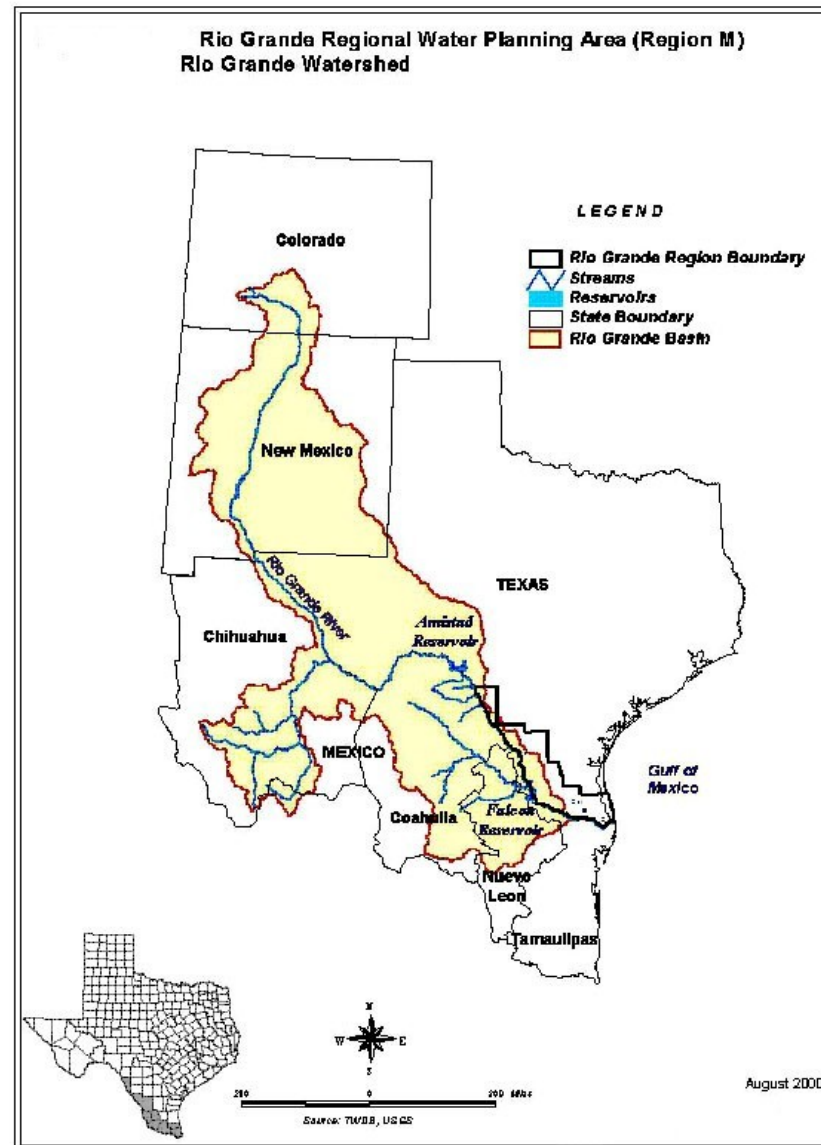 Rio Grande Regional Water Planning Area (Region M)
Rio Grande Watershed
LEGEND
Rio Grande Region Boundary
Streams
Reservoirs
State Boundary
Rio Grande Basin
Colorado
New Mexico
TEXAS
Rio Grande River
Amistad
Reservoir
Chihuahua
MEXICO
Gulf of
Mexico
Coahuila
Falcon
Reservoir
Nuevo
Leon
Tamaulipas
N
W
E
S
200
0
200 Miles
Source: TWDB, USGS
August 2000